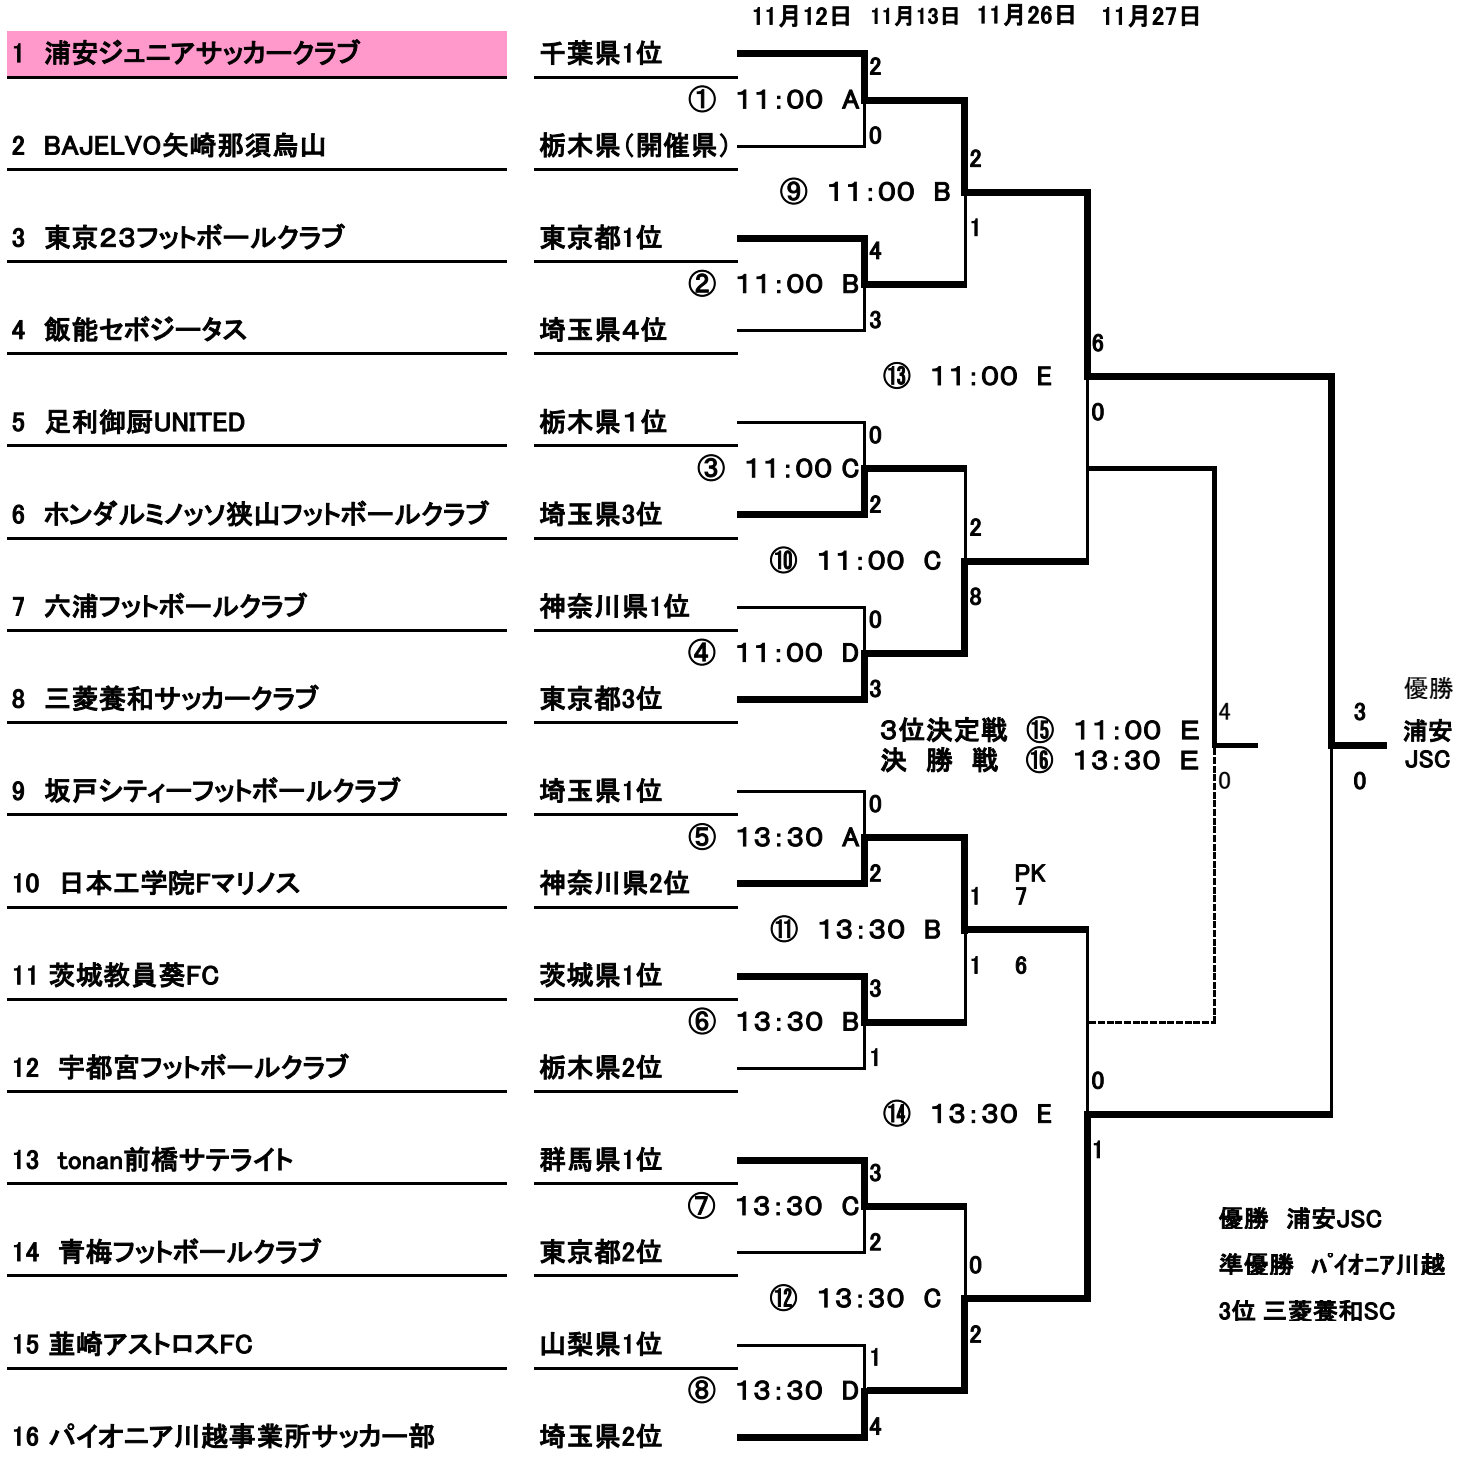 11月12日 11月13日 11月26日 11月27日
1 浦安ジュニアサッカークラブ 千葉県1位
2
① 11:00 A
0
2 BAJELVO矢崎那須烏山 栃木県（開催県）
2
⑨ 11:00 B
1
3 東京２３フットボールクラブ 東京都1位
4
② 11:00 B
3
4 飯能セボジータス 埼玉県４位
6
⑬ 11:00 E
0
5 足利御厨UNITED 栃木県１位
0
③ 11:00 C
2
6 ホンダルミノッソ狭山フットボールクラブ 埼玉県3位
2
⑩ 11:00 C
8
7 六浦フットボールクラブ 神奈川県1位
0
④ 11:00 D
3
8 三菱養和サッカークラブ 東京都3位
4 3 優勝
３位決定戦 ⑮ 11:00 E 浦安
決 勝 戦 ⑯ 13:30 E JSC
0 0
9 坂戸シティーフットボールクラブ 埼玉県1位
0
⑤ 13:30 A
2
10 日本工学院Fマリノス 神奈川県2位
PK
1 7
⑪ 13:30 B
1 6
11 茨城教員葵FC 茨城県1位
3
⑥ 13:30 B
1
12 宇都宮フットボールクラブ 栃木県2位
0
⑭ 13:30 E
1
13 tonan前橋サテライト 群馬県1位
3
⑦ 13:30 C
2
優勝 浦安JSC
14 青梅フットボールクラブ 東京都2位
0
準優勝 ﾊﾟｲｵﾆｱ川越
⑫ 13:30 C
3位 三菱養和SC
2
15 韮崎アストロスFC 山梨県1位
1
⑧ 13:30 D
4
16 パイオニア川越事業所サッカー部 埼玉県2位